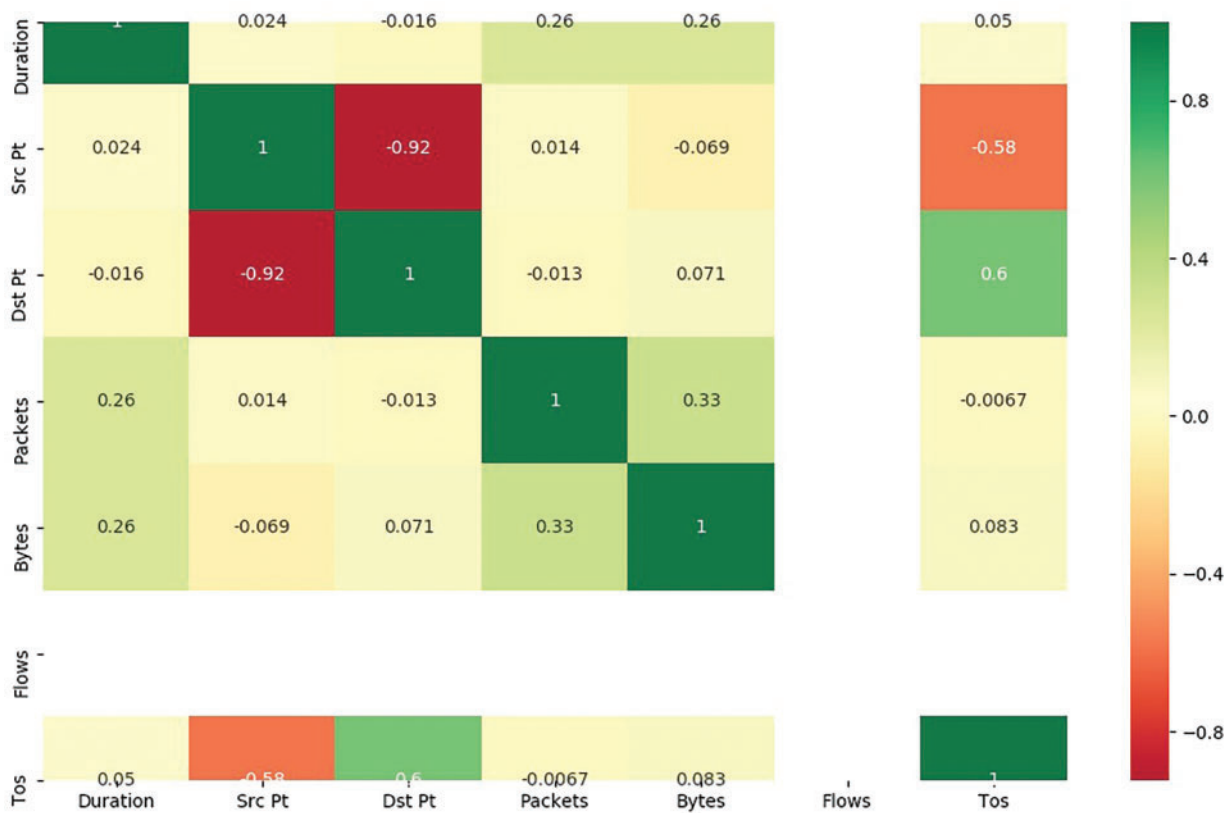 Duration 1 0.024 -0.016 0.26 0.26 0.05
0.8
Src Pt 0.024 1 -0.92 0.014 -0.069 -0.58
0.4
Dst Pt -0.016 -0.92 1 -0.013 0.071 0.6
Packets 0.26 0.014 -0.013 1 0.33 -0.0067
0.0
Bytes 0.26 -0.069 0.071 0.33 1 0.083
-0.4
Flows
-0.8
Tos 0.05 -0.58 0.6 -0.0067 0.083 1
Duration Src Pt Dst Pt Packets Bytes Flows Tos